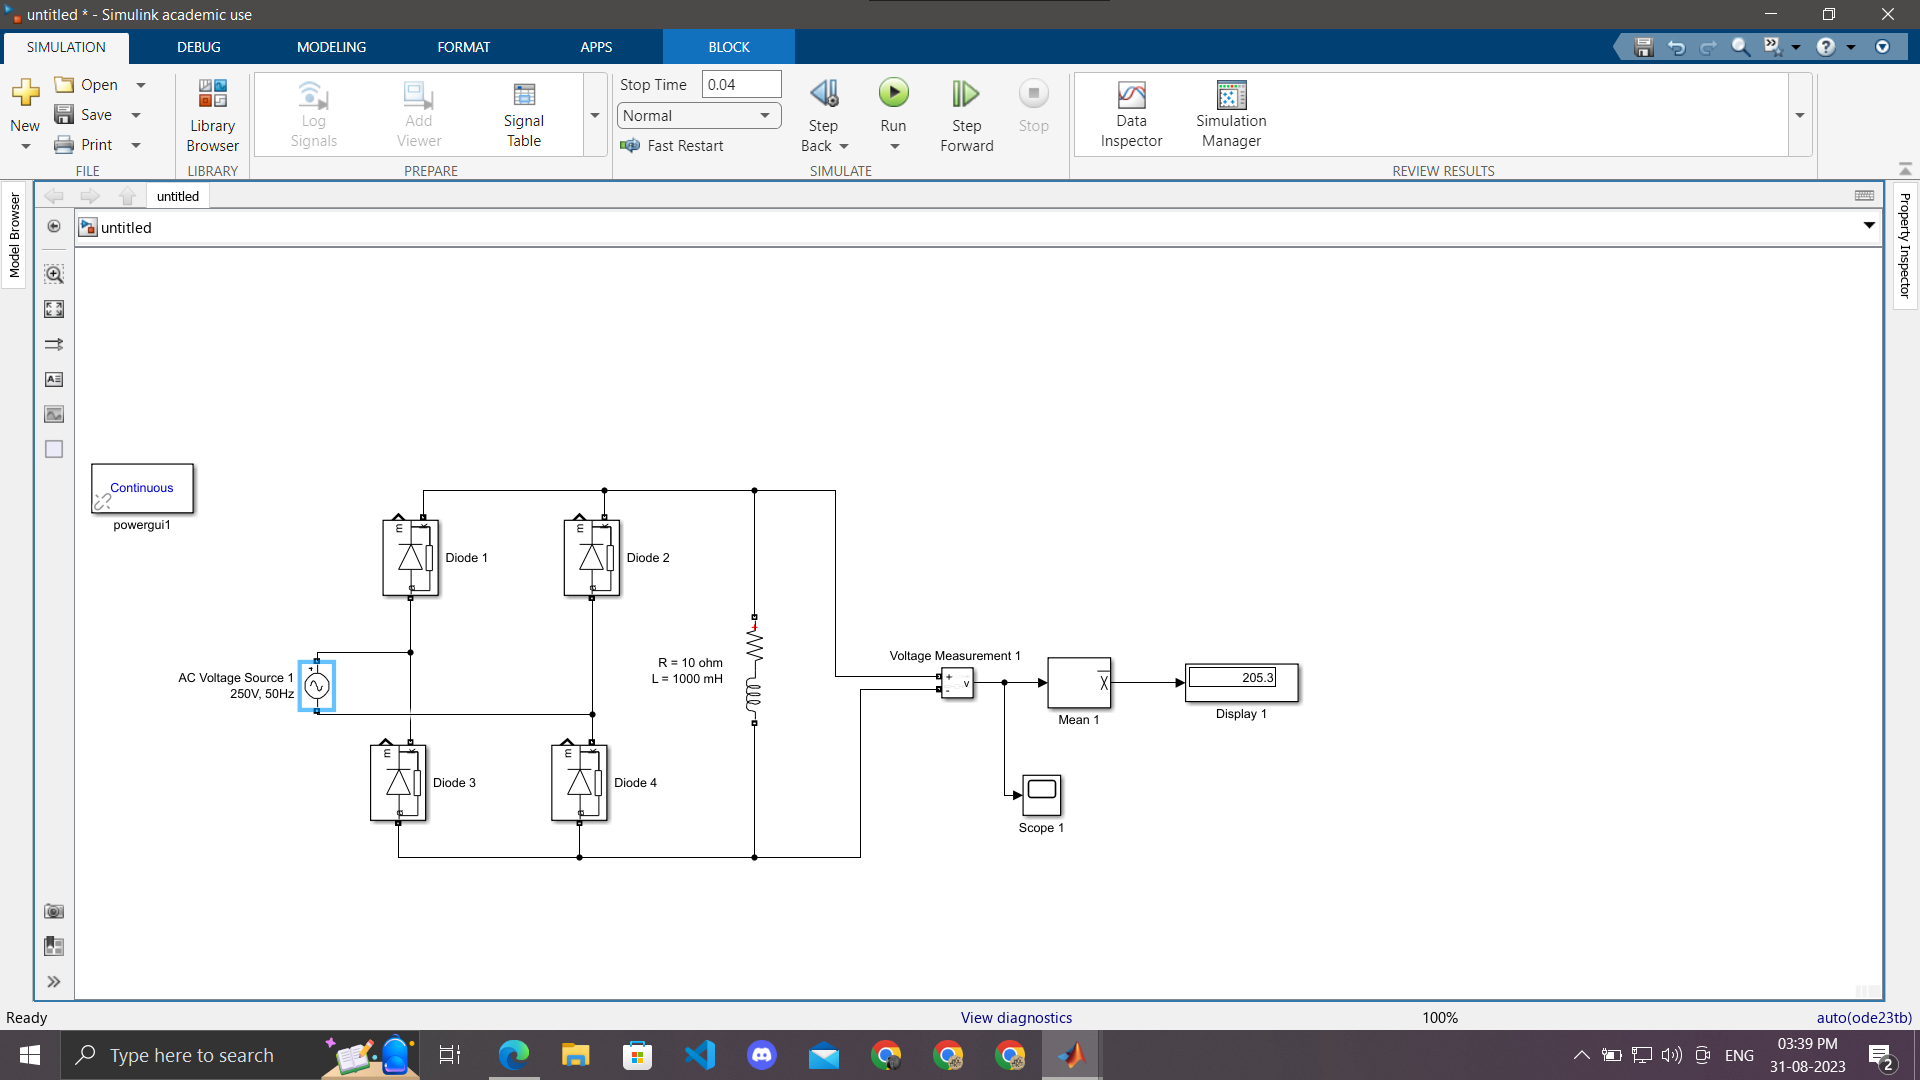 untitled * - Simulink academic use
SIMULATION
DEBUG
MODELING
FORMAT
APPS
BLOCK
New
Open
Save
Print
FILE
Library
Browser
LIBRARY
Log
Signals
Add
Viewer
Signal
Table
PREPARE
Stop Time 0.04
Normal
Fast Restart
Step
Back
Run
Step
Forward
Stop
SIMULATE
Data
Inspector
Simulation
Manager
REVIEW RESULTS
Model Browser
Property Inspector
untitled
untitled
Continuous
powergui1
m
k
a
Diode 1
m
k
a
Diode 2
AC Voltage Source 1
250V, 50Hz
+
R = 10 ohm
L = 1000 mH
+
Voltage Measurement 1
+
-
v
X
Mean 1
205.3
Display 1
m
k
a
Diode 3
m
k
a
Diode 4
Scope 1
Ready
View diagnostics
100%
auto(ode23tb)
Type here to search
ENG
03:39 PM
31-08-2023
2